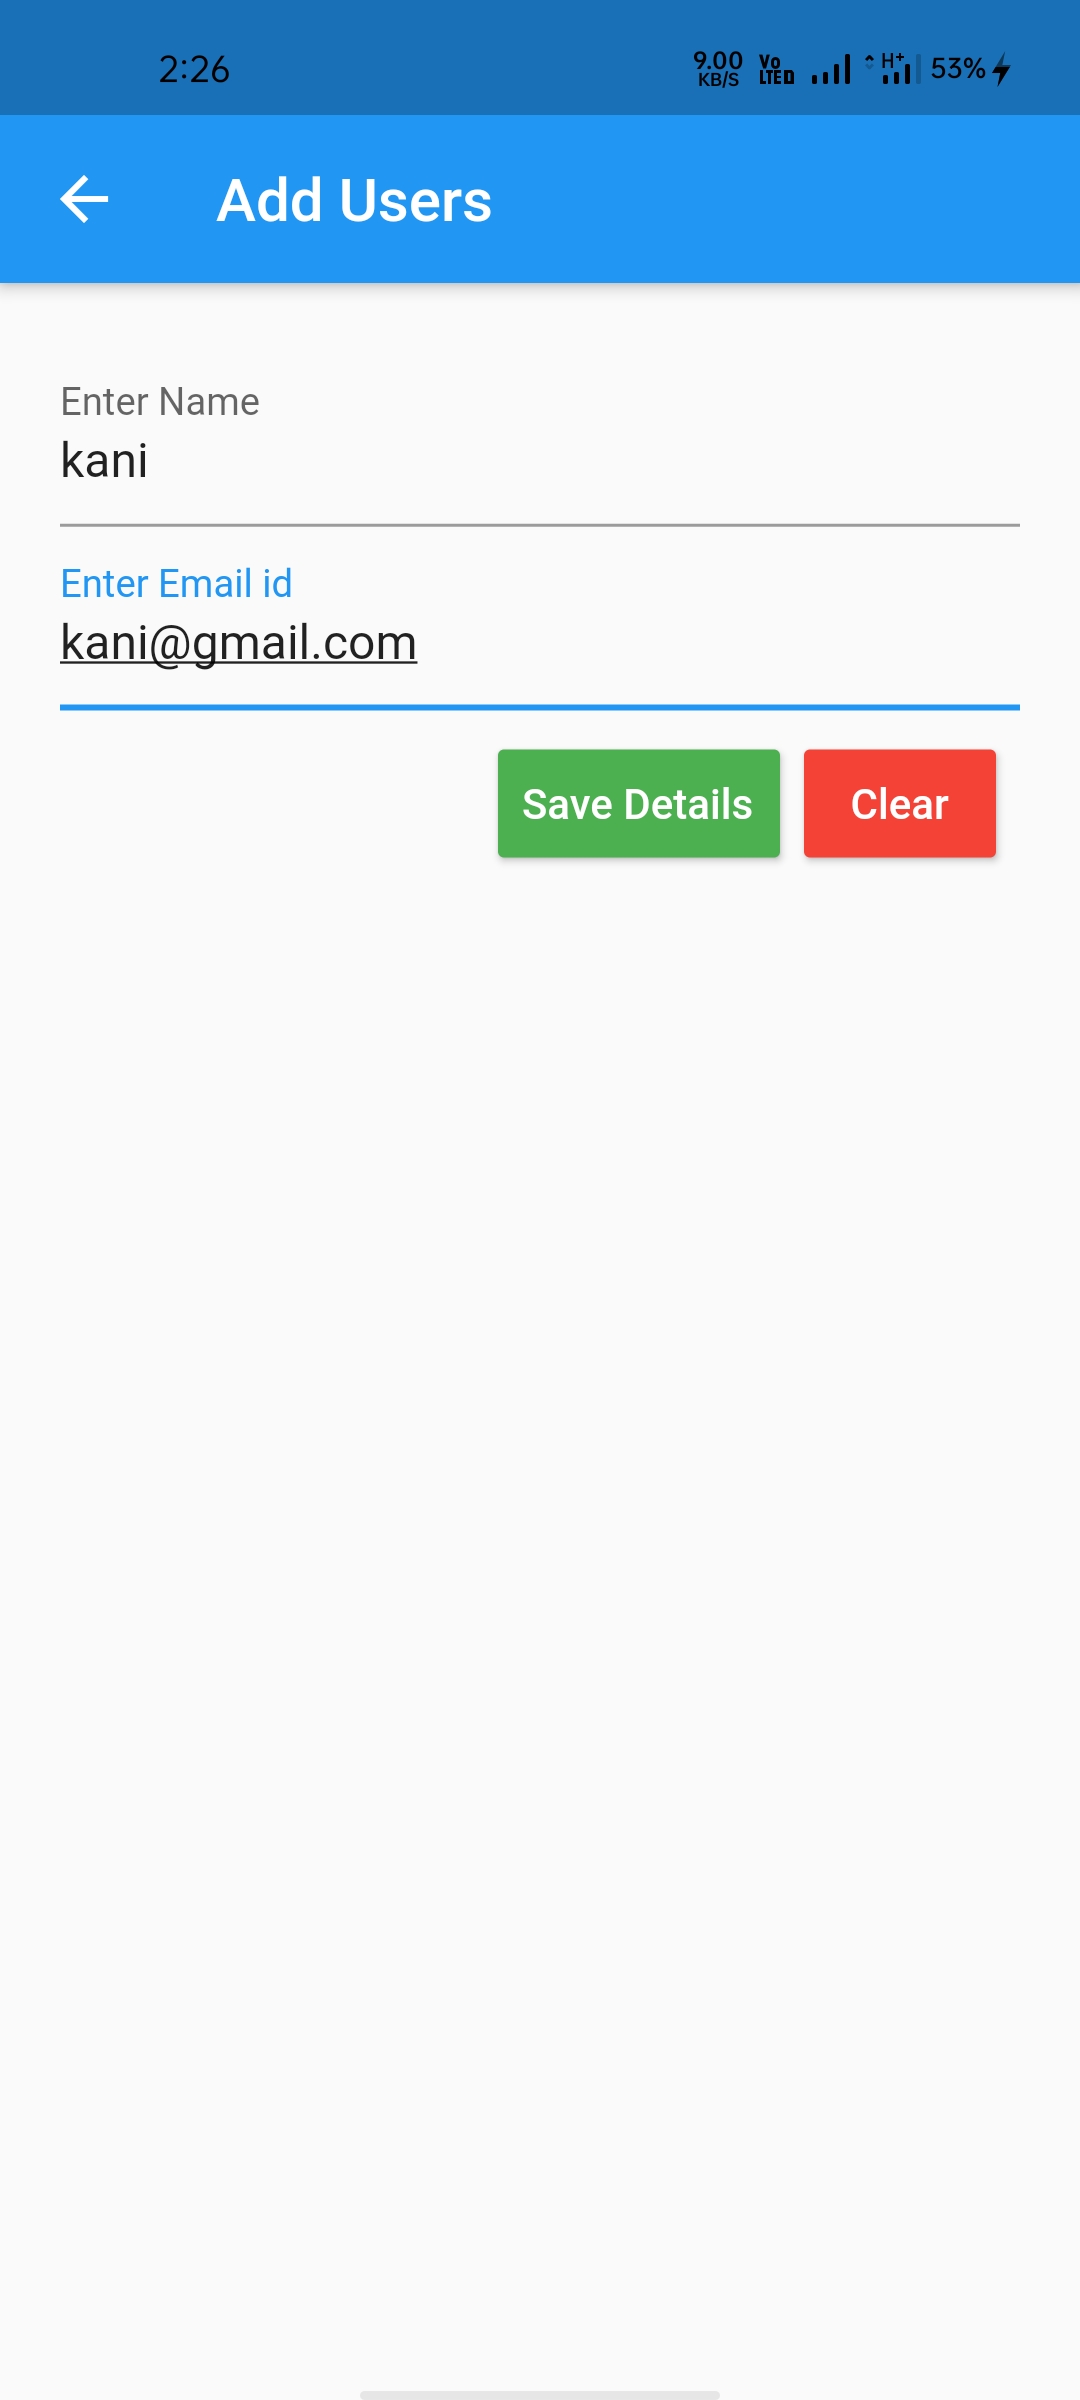 2:26 9.00 KB/S Vo LTE D H+ 53%
Add Users
Enter Name
kani
Enter Email id
kani@gmail.com
Save Details Clear